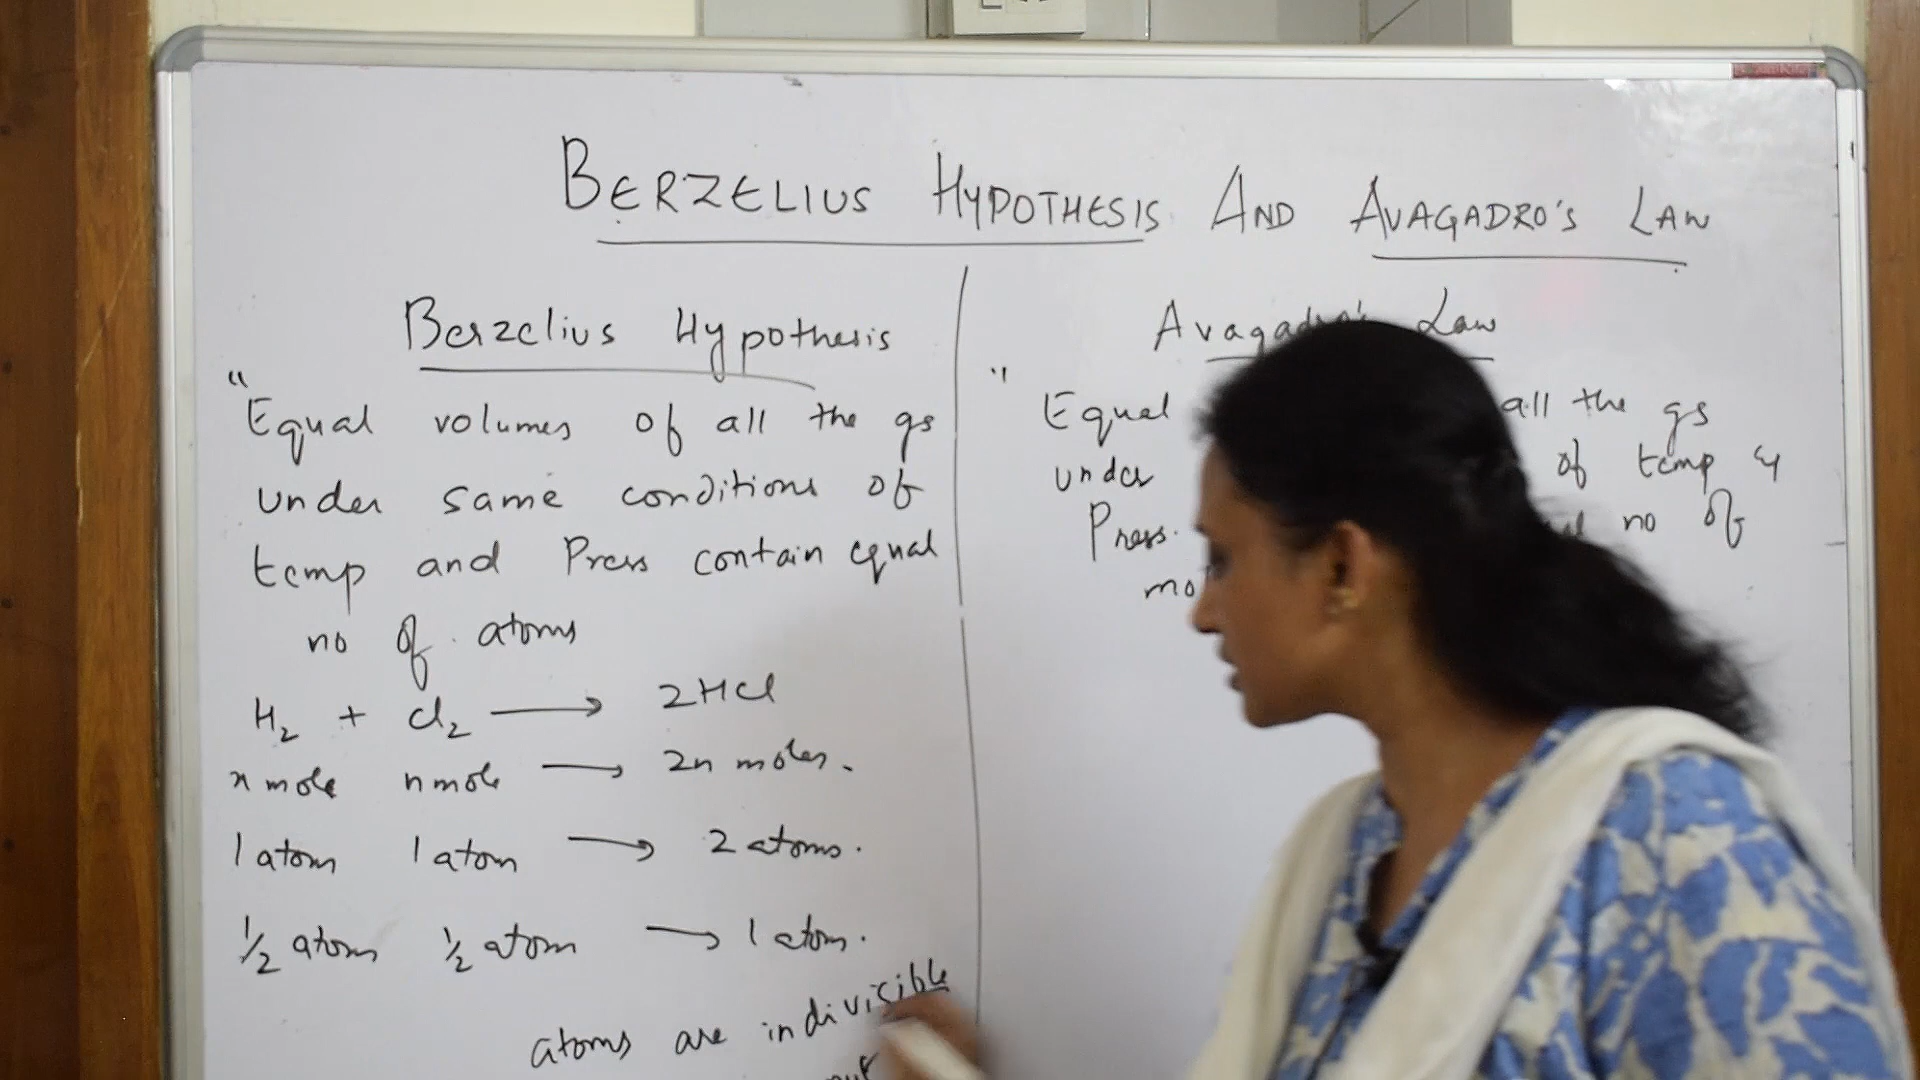 BERZELIUS HYPOTHESIS AND AVAGADRO'S LAW
Berzelius Hypothesis
"Equal volumes of all the gs
under same conditions of
temp and Press contain equal
no of atoms
H₂ + Cl₂ → 2HCl
n mole n mole → 2n moles.
1 atom 1 atom → 2 atoms.
1/2 atom 1/2 atom → 1 atom.
atoms are indivisible
Law
" Equal all the gs
under of temp &
Press. no of